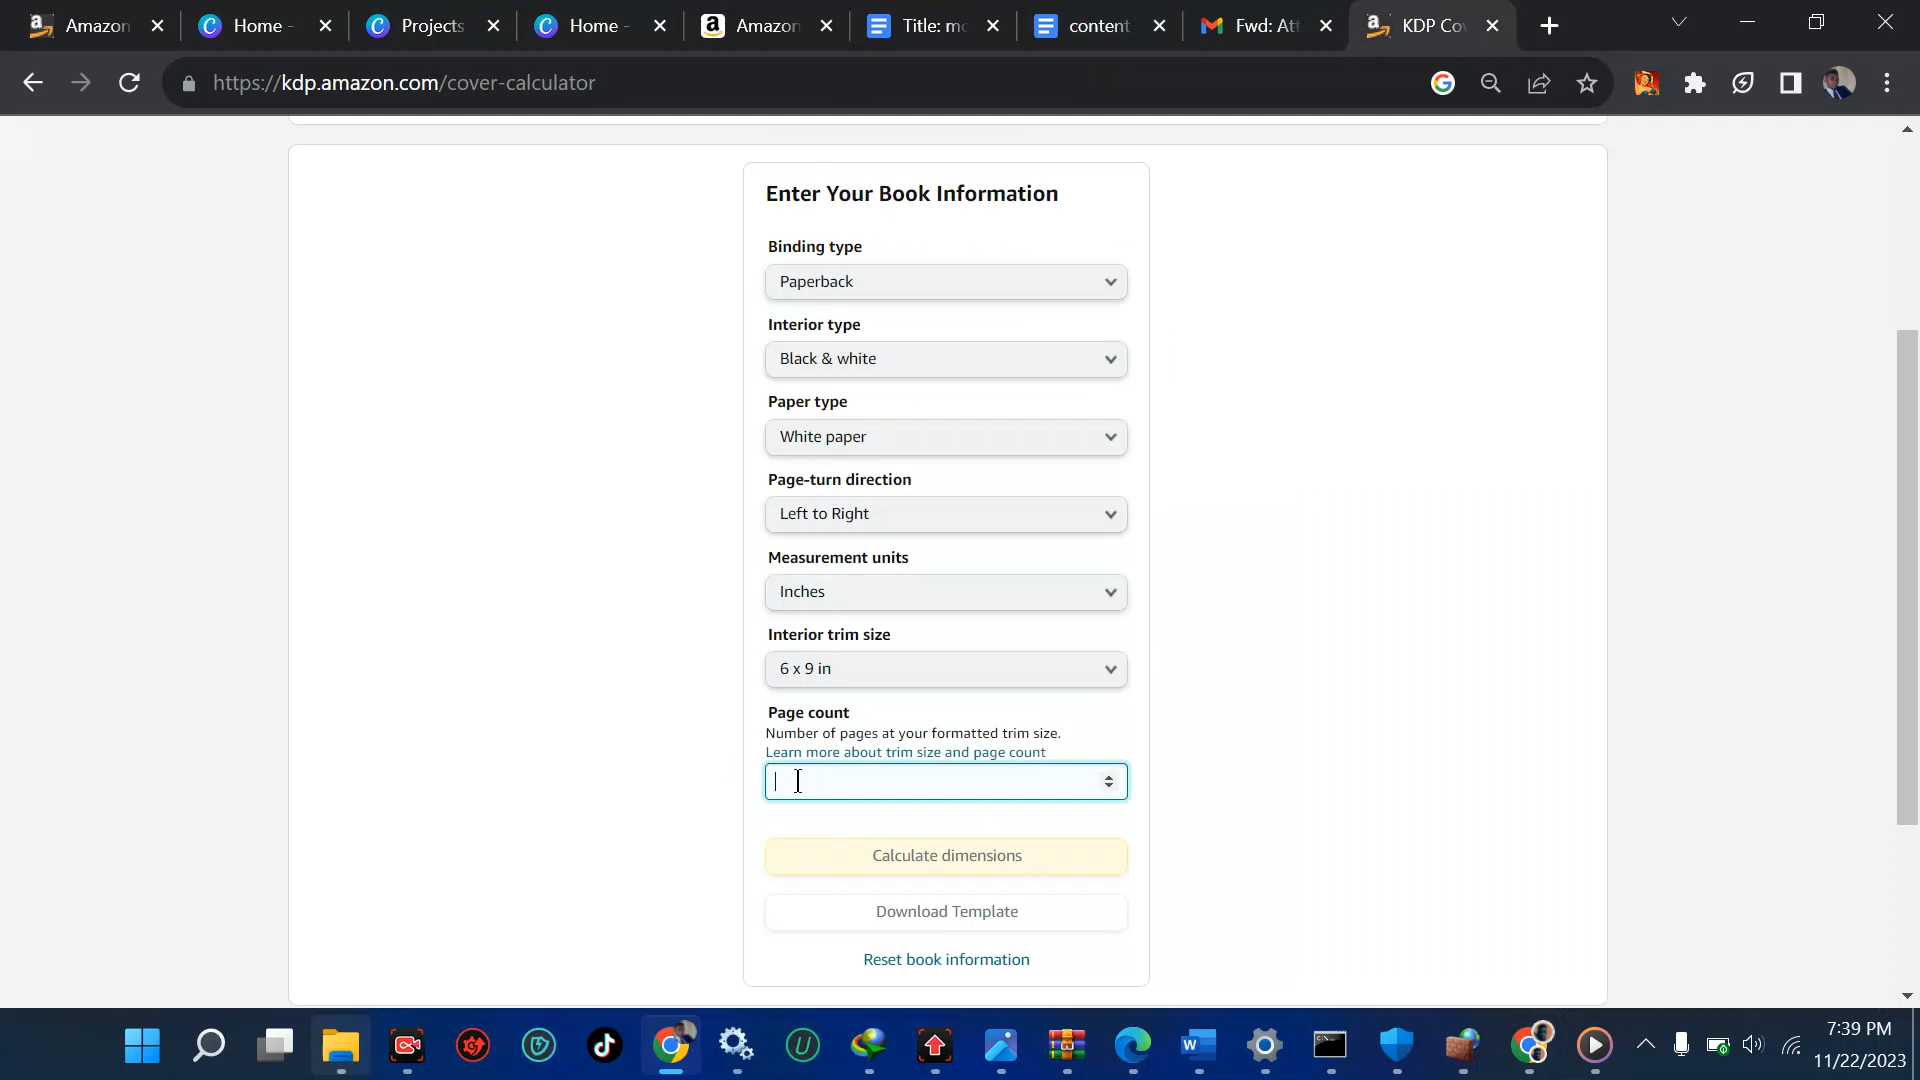 Amazon
Home -
Projects
Home -
Amazon
Title: mo
content
Fwd: Att
KDP Co
https://kdp.amazon.com/cover-calculator
Enter Your Book Information
Binding type
Paperback
Interior type
Black & white
Paper type
White paper
Page-turn direction
Left to Right
Measurement units
Inches
Interior trim size
6 x 9 in
Page count
Number of pages at your formatted trim size.
Learn more about trim size and page count
Calculate dimensions
Download Template
Reset book information
7:39 PM
11/22/2023